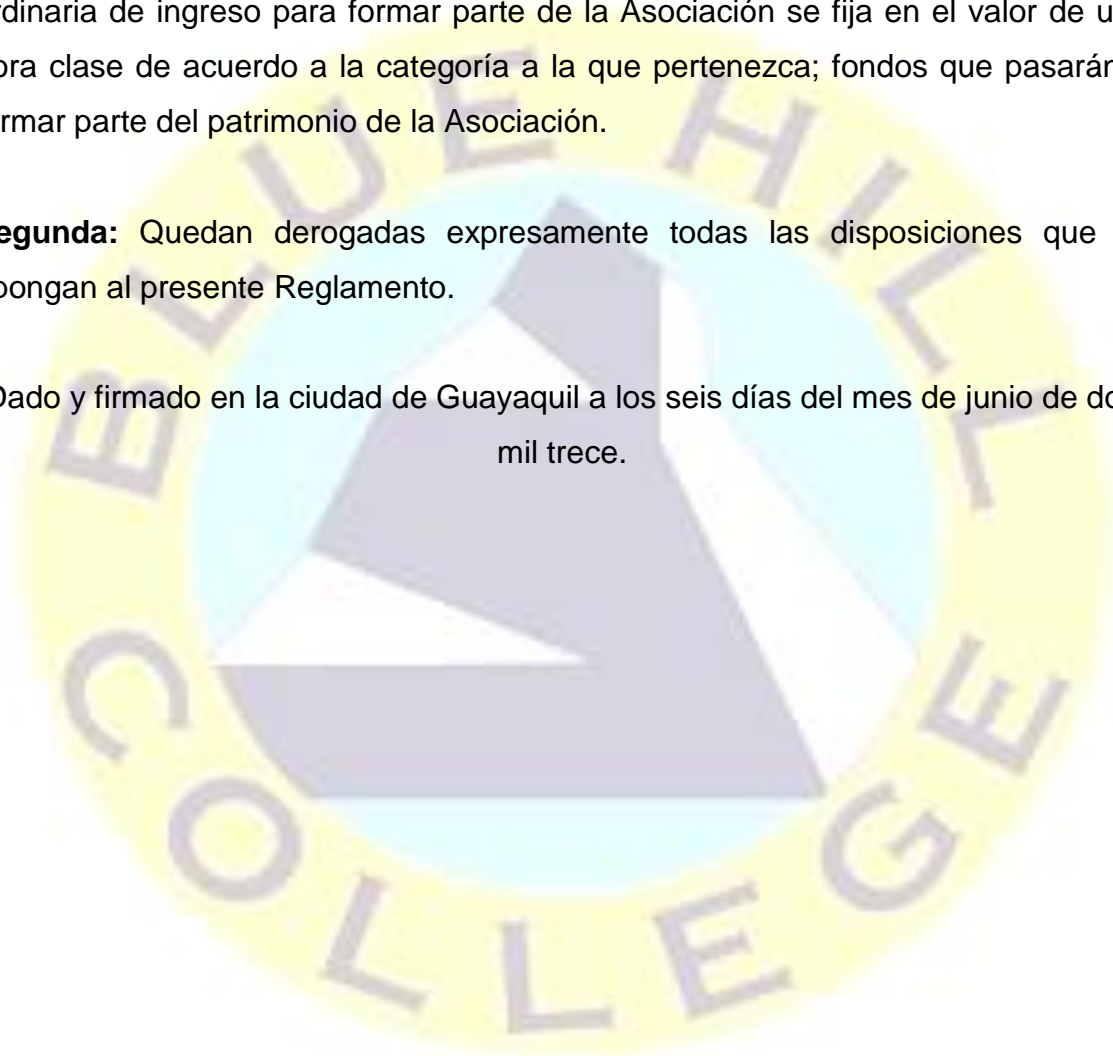 rdinaria de ingreso para formar parte de la Asociación se fija en el valor de u
ora clase de acuerdo a la categoría a la que pertenezca; fondos que pasarán
rmar parte del patrimonio de la Asociación.
egunda: Quedan derogadas expresamente todas las disposiciones que
pongan al presente Reglamento.
Dado y firmado en la ciudad de Guayaquil a los seis días del mes de junio de do
mil trece.
BLUE HILL
COLLEGE